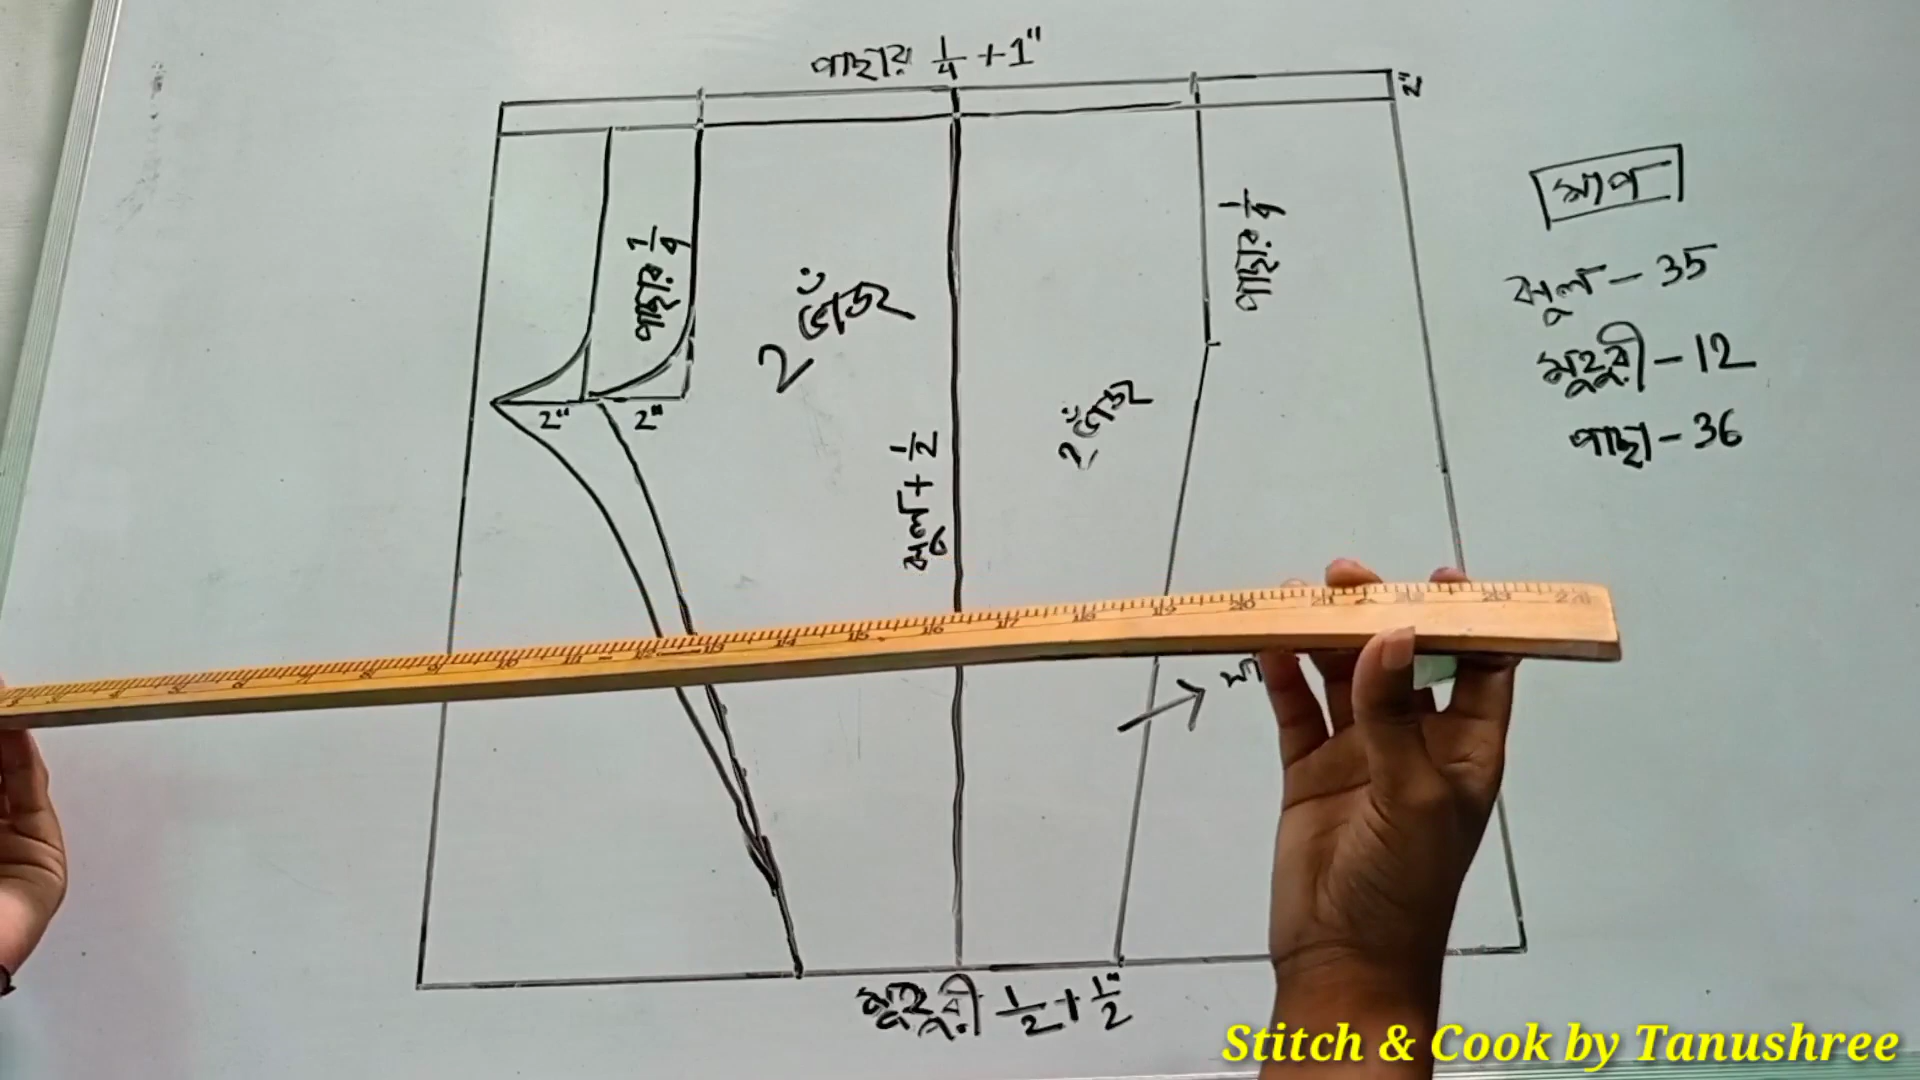 পাছার 1/4 + 1"
2"
মাপ
ঝুল - 35
মুহুরী - 12
পাছা - 36
পাছার 1/4
পাছার 1/4
2 ভাঁজ
2 ভাঁজ
2" 2"
ঝুল + 1/2
মুহুরী 1/2 + 1/2"
Stitch & Cook by Tanushree